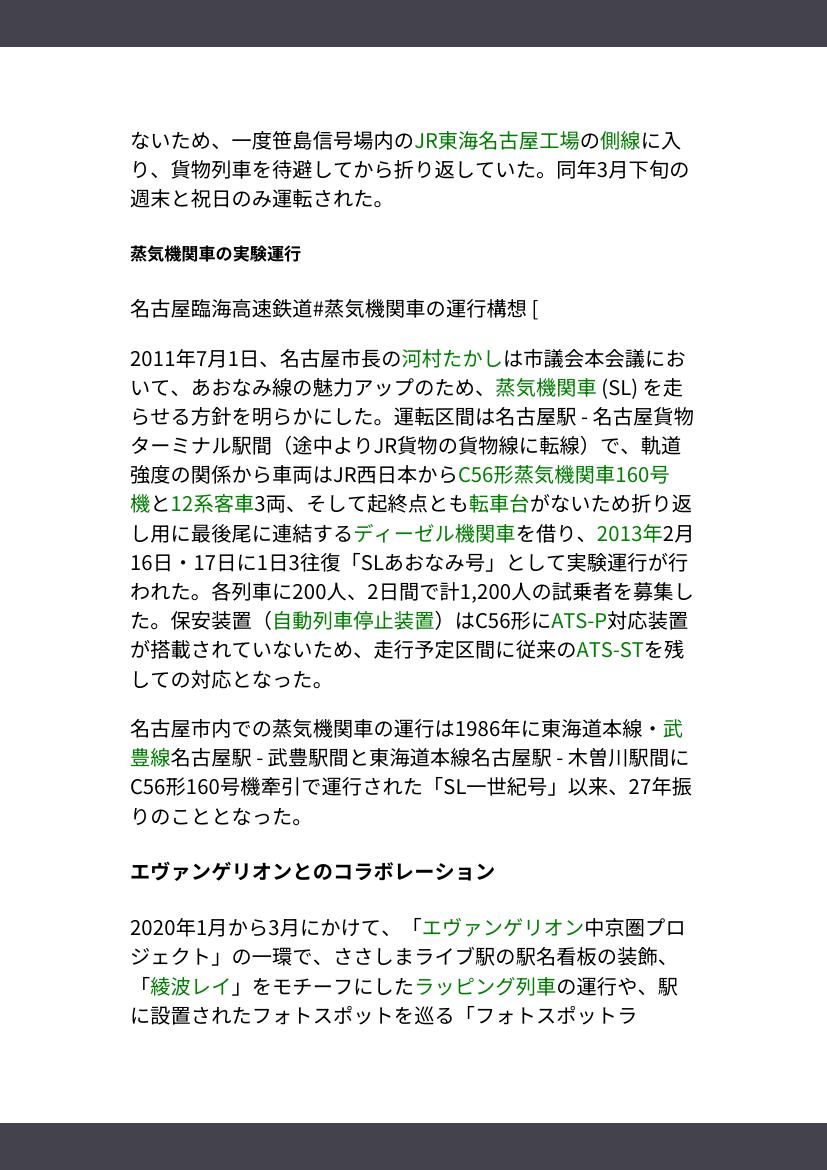 ないため、一度笹島信号場内のJR東海名古屋工場の側線に入
り、貨物列車を待避してから折り返していた。同年3月下旬の
週末と祝日のみ運転された。
蒸気機関車の実験運行
名古屋臨海高速鉄道#蒸気機関車の運行構想 [
2011年7月1日、名古屋市長の河村たかしは市議会本会議にお
いて、あおなみ線の魅力アップのため、蒸気機関車 (SL) を走
らせる方針を明らかにした。運転区間は名古屋駅 - 名古屋貨物
ターミナル駅間（途中よりJR貨物の貨物線に転線）で、軌道
強度の関係から車両はJR西日本からC56形蒸気機関車160号
機と12系客車3両、そして起終点とも転車台がないため折り返
し用に最後尾に連結するディーゼル機関車を借り、2013年2月
16日・17日に1日3往復「SLあおなみ号」として実験運行が行
われた。各列車に200人、2日間で計1,200人の試乗者を募集し
た。保安装置（自動列車停止装置）はC56形にATS-P対応装置
が搭載されていないため、走行予定区間に従来のATS-STを残
しての対応となった。
名古屋市内での蒸気機関車の運行は1986年に東海道本線・武
豊線名古屋駅 - 武豊駅間と東海道本線名古屋駅 - 木曽川駅間に
C56形160号機牽引で運行された「SL一世紀号」以来、27年振
りのこととなった。
エヴァンゲリオンとのコラボレーション
2020年1月から3月にかけて、「エヴァンゲリオン中京圏プロ
ジェクト」の一環で、ささしまライブ駅の駅名看板の装飾、
「綾波レイ」をモチーフにしたラッピング列車の運行や、駅
に設置されたフォトスポットを巡る「フォトスポットラ